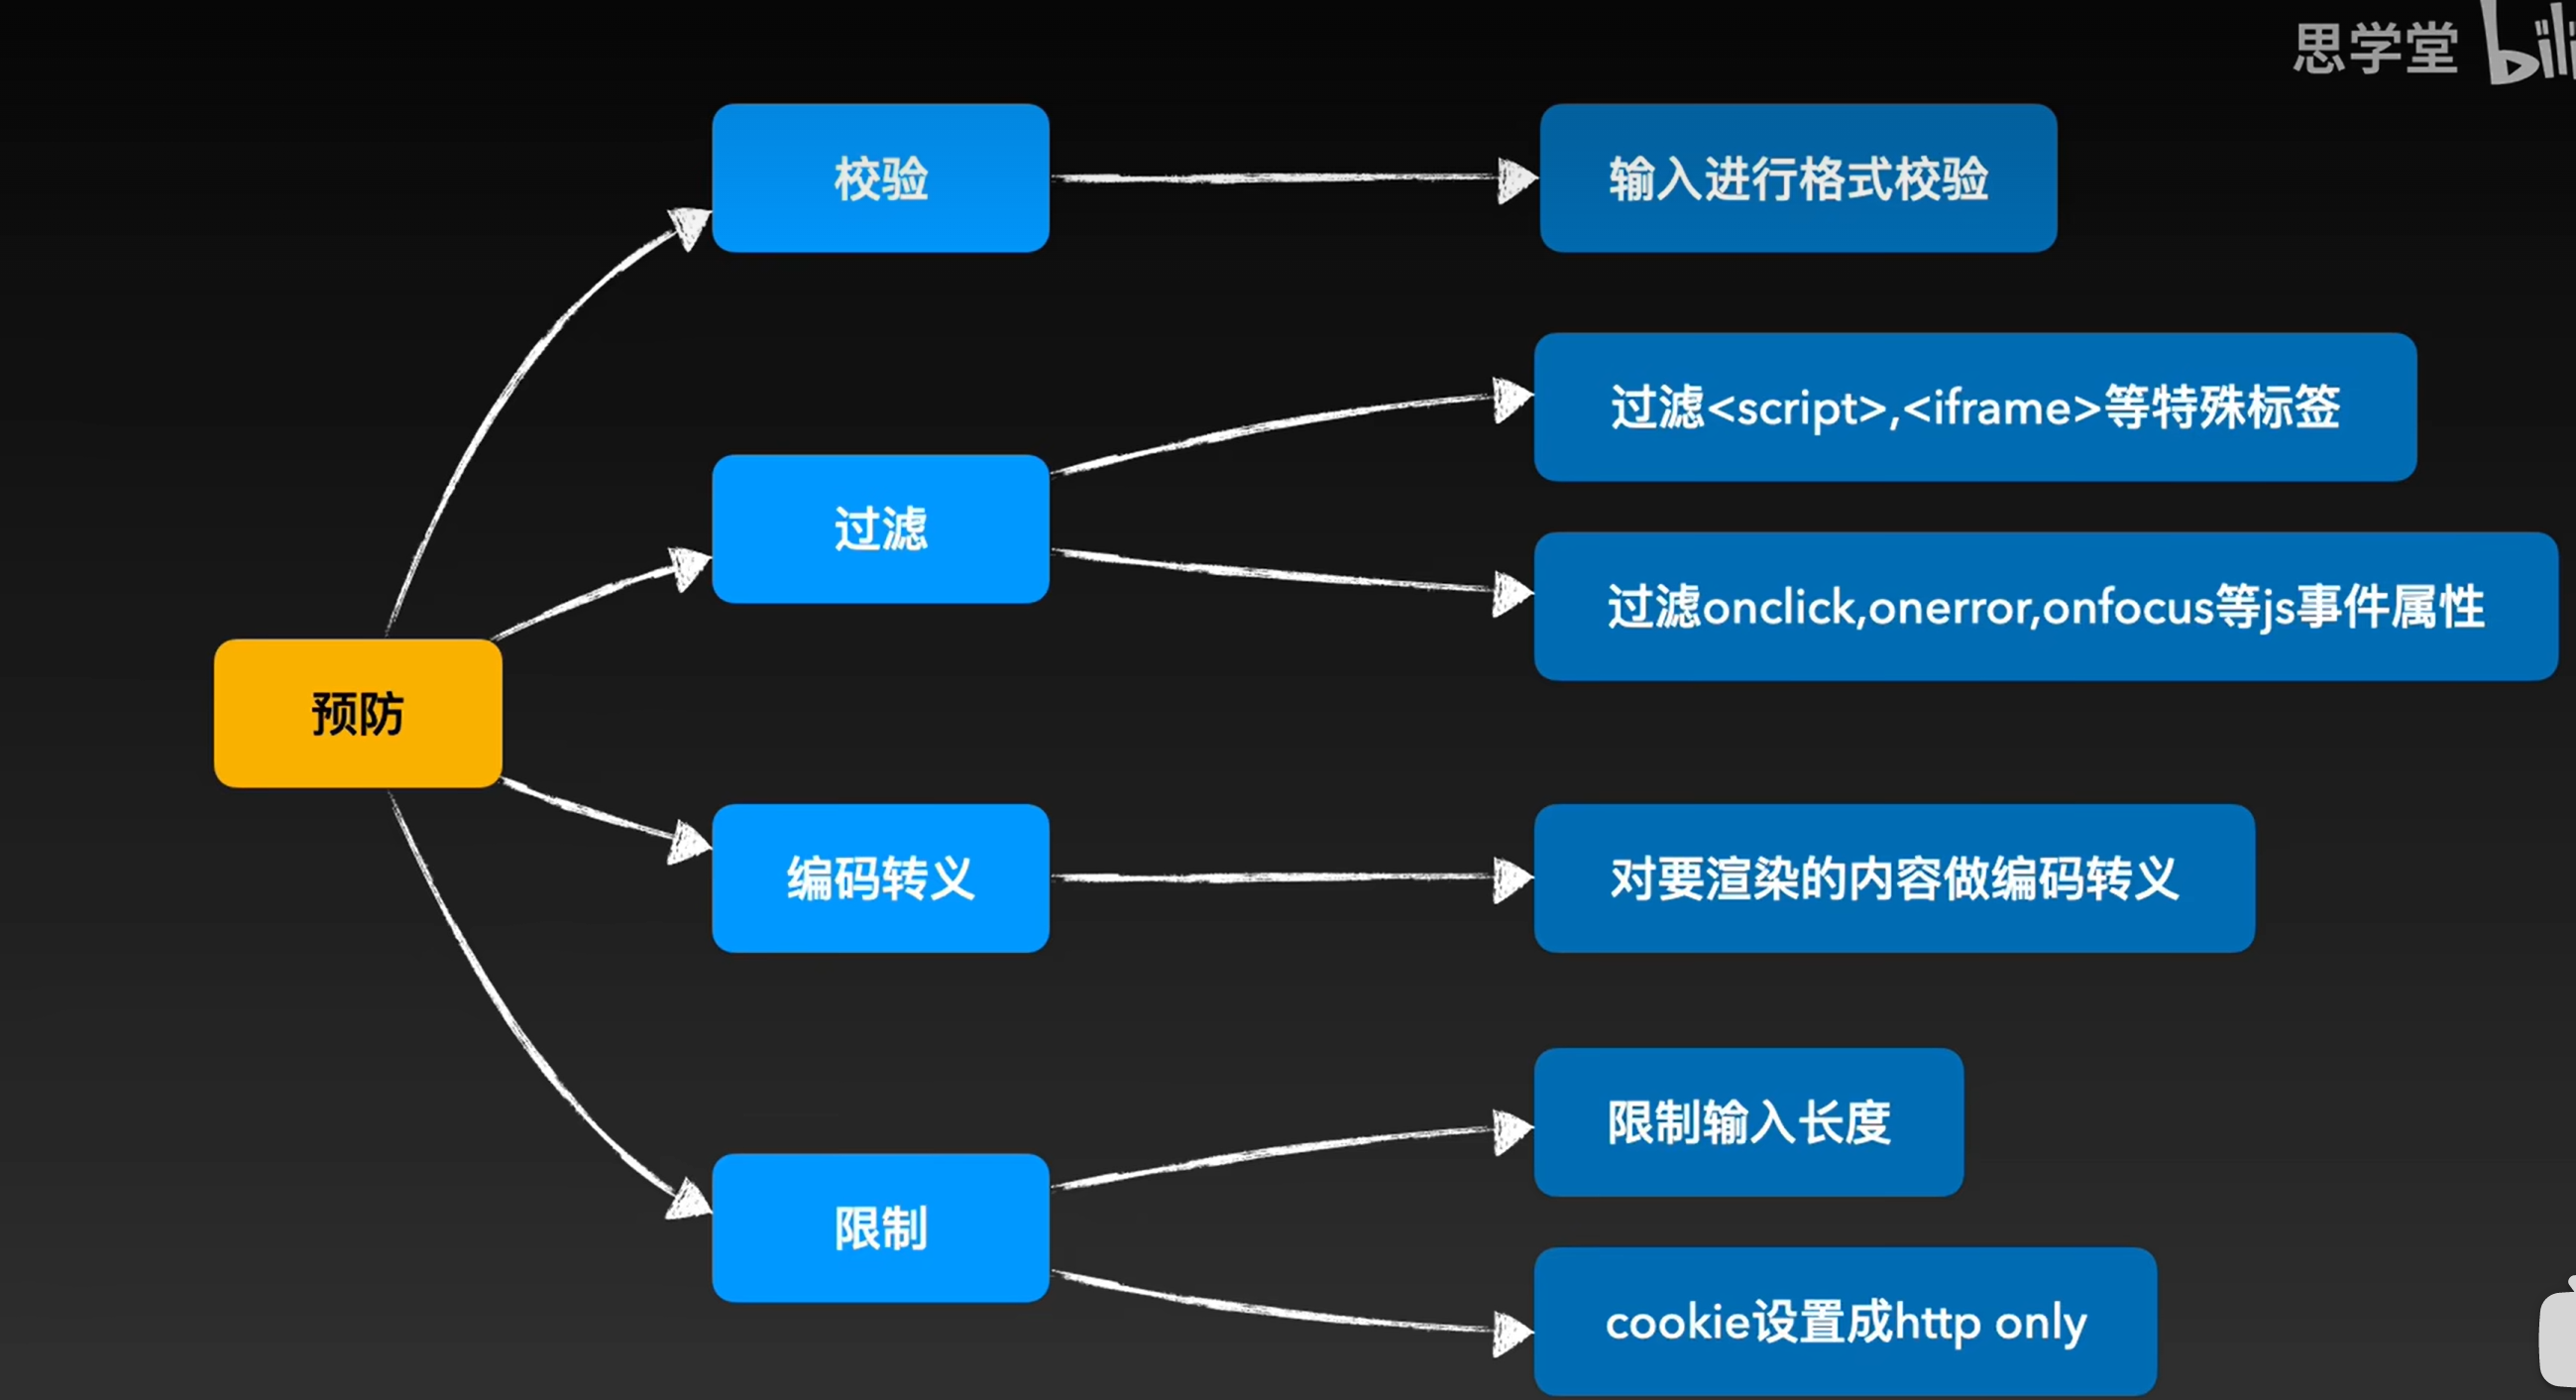 思学堂 bili
校验
输入进行格式校验
过滤<script>,<iframe>等特殊标签
过滤
过滤onclick,onerror,onfocus等js事件属性
预防
编码转义
对要渲染的内容做编码转义
限制输入长度
限制
cookie设置成http only